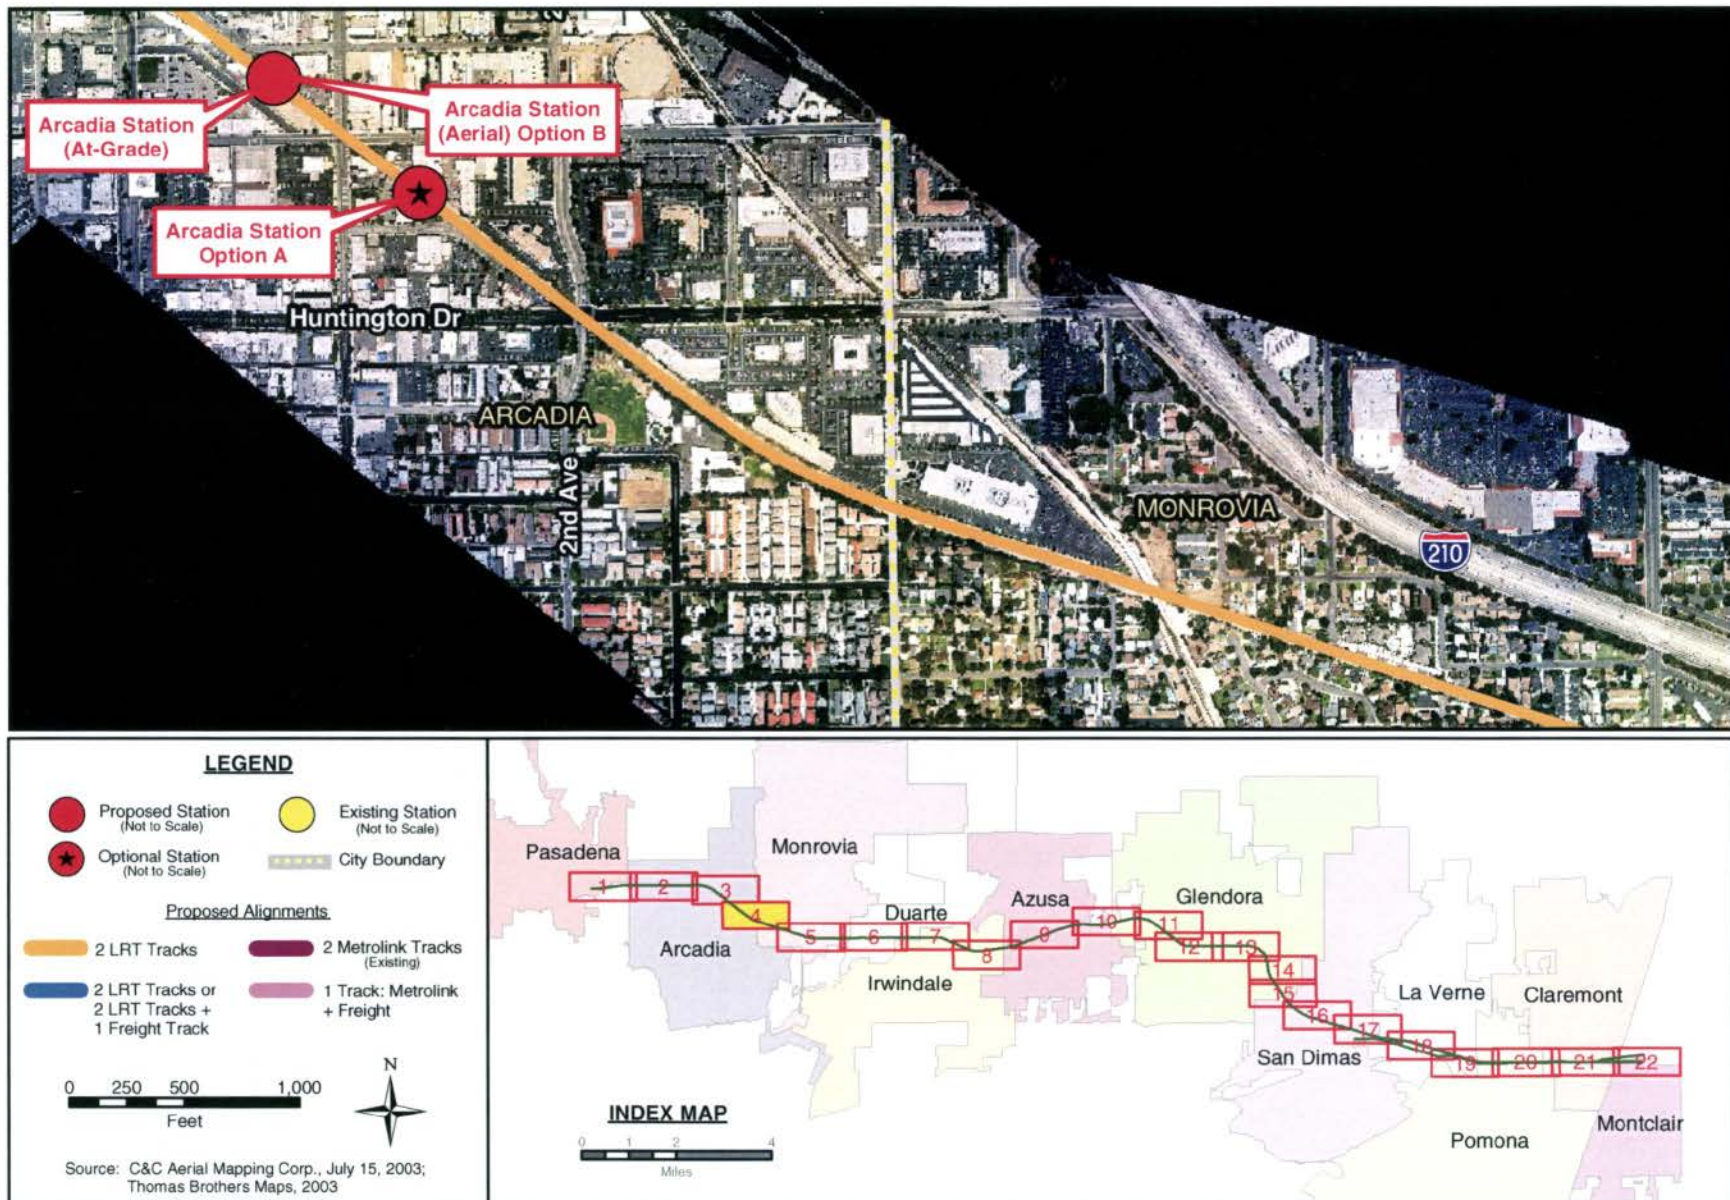 Arcadia Station
(At-Grade)
Arcadia Station
(Aerial) Option B
Arcadia Station
Option A
Huntington Dr
ARCADIA
2nd Ave
MONROVIA
210
LEGEND
Proposed Station
(Not to Scale)
Existing Station
(Not to Scale)
Optional Station
(Not to Scale)
City Boundary
Proposed Alignments
2 LRT Tracks
2 Metrolink Tracks
(Existing)
2 LRT Tracks or
2 LRT Tracks +
1 Freight Track
1 Track: Metrolink
+ Freight
0 250 500 1,000
Feet
N
Source: C&C Aerial Mapping Corp., July 15, 2003;
Thomas Brothers Maps, 2003
Pasadena
Monrovia
Arcadia
Duarte
Irwindale
Azusa
Glendora
San Dimas
La Verne
Claremont
Pomona
Montclair
1
2
3
4
5
6
7
8
9
10
11
12
13
14
15
16
17
18
19
20
21
22
INDEX MAP
0 1 2 4
Miles